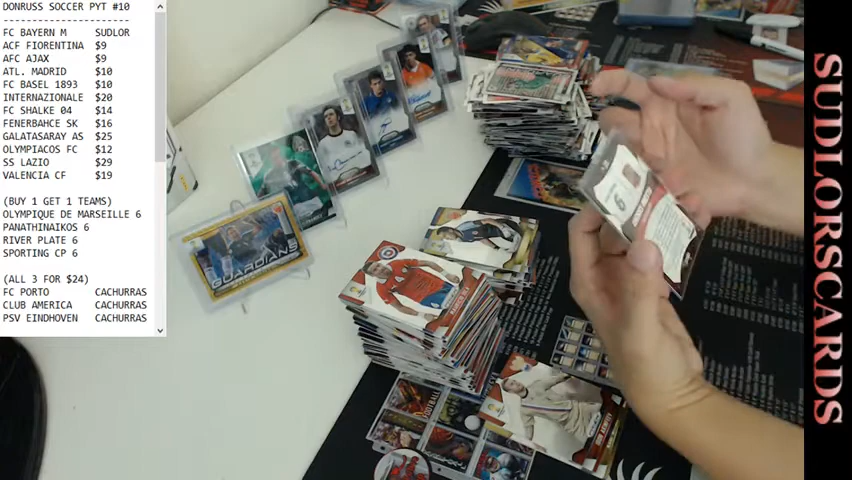 DONRUSS SOCCER PYT #10
---------------------
FC BAYERN M SUDLOR
ACF FIORENTINA $9
AFC AJAX $9
ATL. MADRID $10
FC BASEL 1893 $10
INTERNAZIONALE $20
FC SHALKE 04 $14
FENERBAHCE SK $16
GALATASARAY AS $25
OLYMPIACOS FC $12
SS LAZIO $29
VALENCIA CF $19
(BUY 1 GET 1 TEAMS)
OLYMPIQUE DE MARSEILLE 6
PANATHINAIKOS 6
RIVER PLATE 6
SPORTING CP 6
(ALL 3 FOR $24)
FC PORTO CACHURRAS
CLUB AMERICA CACHURRAS
PSV EINDHOVEN CACHURRAS
GUARDIANS
SUDLORSCARDS